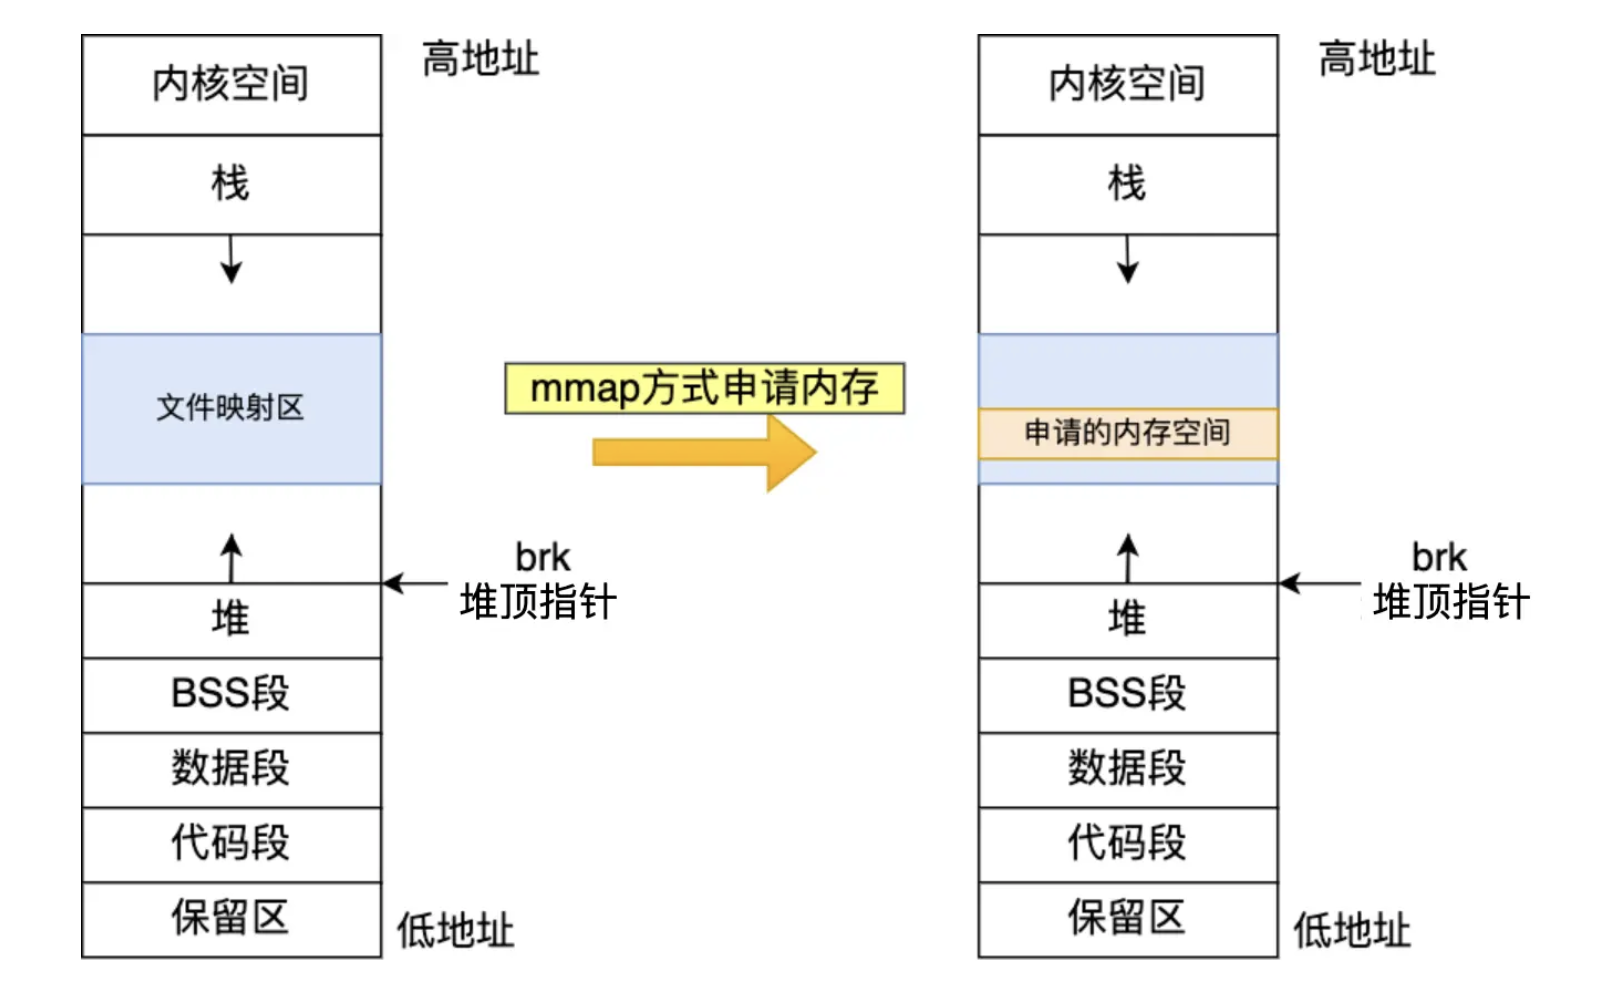 高地址
内核空间
栈
文件映射区
brk
堆顶指针
堆
BSS段
数据段
代码段
保留区
低地址
mmap方式申请内存
高地址
内核空间
栈
申请的内存空间
brk
堆顶指针
堆
BSS段
数据段
代码段
保留区
低地址